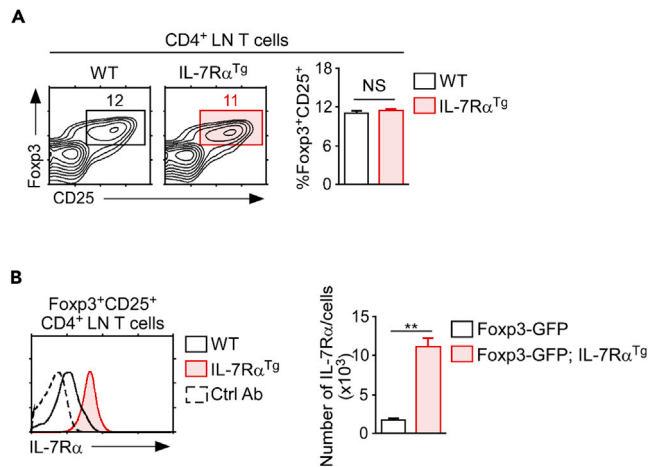 A
CD4⁺ LN T cells
WT
IL-7Rα^Tg
12
11
Foxp3
CD25
%Foxp3⁺CD25⁺
18
12
6
0
NS
WT
IL-7Rα^Tg
B
Foxp3⁺CD25⁺
CD4⁺ LN T cells
WT
IL-7Rα^Tg
Ctrl Ab
IL-7Rα
Number of IL-7Rα/cells
(x10³)
15
10
5
0
**
Foxp3-GFP
Foxp3-GFP; IL-7Rα^Tg